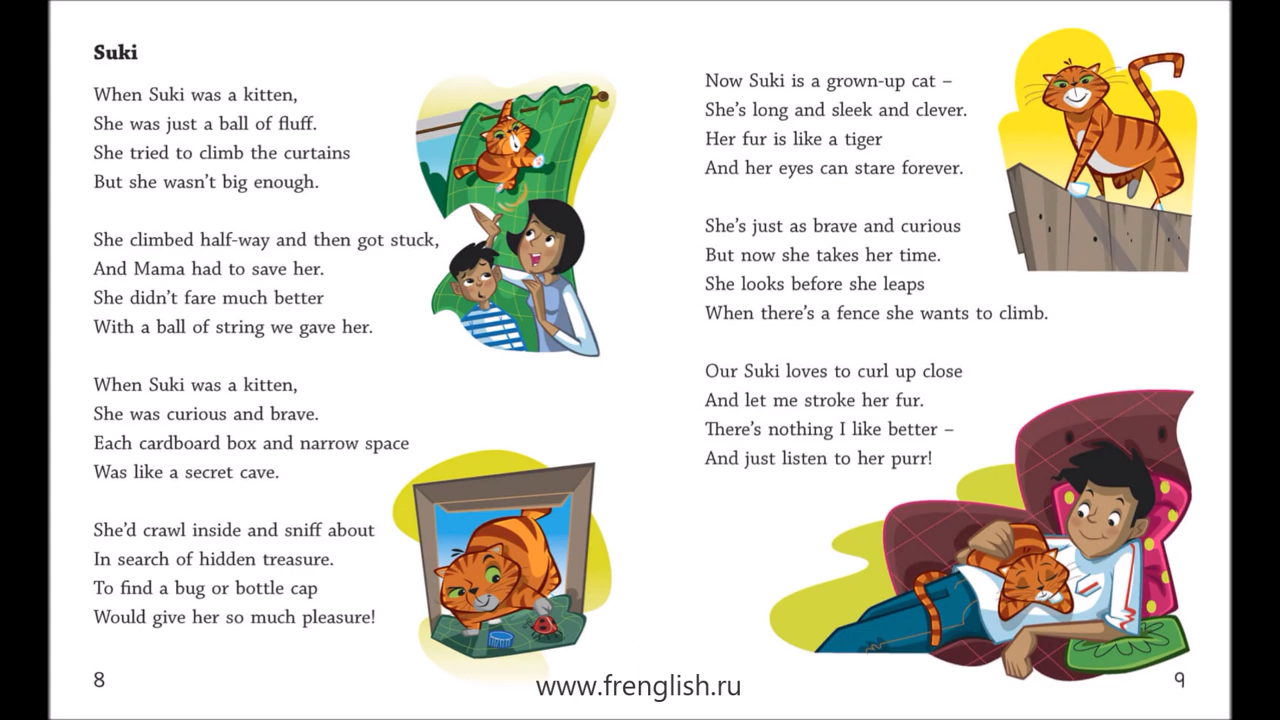 Suki
When Suki was a kitten,
She was just a ball of fluff.
She tried to climb the curtains
But she wasn't big enough.
She climbed half-way and then got stuck,
And Mama had to save her.
She didn't fare much better
With a ball of string we gave her.
When Suki was a kitten,
She was curious and brave.
Each cardboard box and narrow space
Was like a secret cave.
She'd crawl inside and sniff about
In search of hidden treasure.
To find a bug or bottle cap
Would give her so much pleasure!
8
Now Suki is a grown-up cat –
She's long and sleek and clever.
Her fur is like a tiger
And her eyes can stare forever.
She's just as brave and curious
But now she takes her time.
She looks before she leaps
When there's a fence she wants to climb.
Our Suki loves to curl up close
And let me stroke her fur.
There's nothing I like better –
And just listen to her purr!
9
www.frenglish.ru